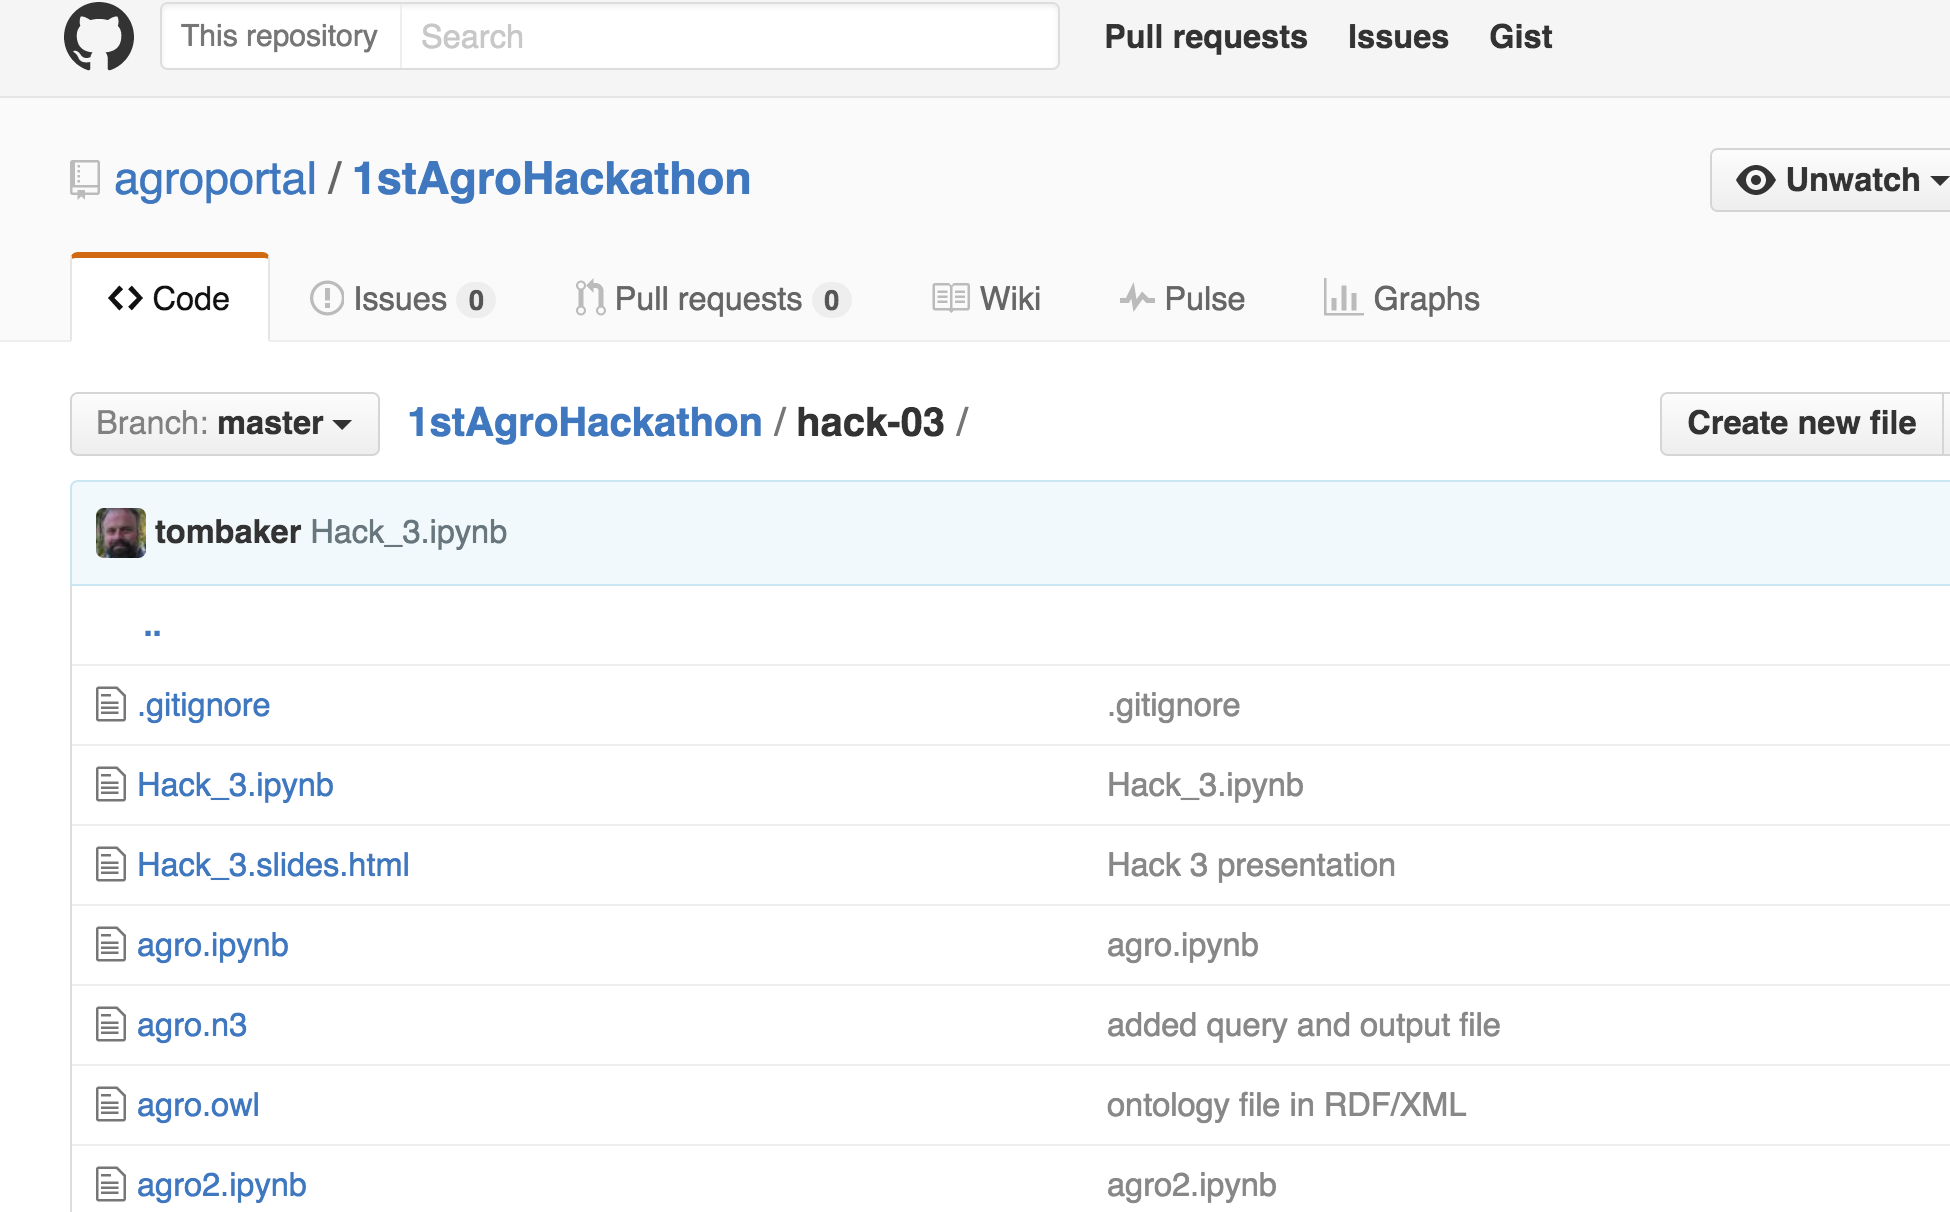 This repository Search Pull requests Issues Gist
agroportal / 1stAgroHackathon Unwatch
Code Issues 0 Pull requests 0 Wiki Pulse Graphs
Branch: master 1stAgroHackathon / hack-03 / Create new file
tombaker Hack_3.ipynb
..
.gitignore .gitignore
Hack_3.ipynb Hack_3.ipynb
Hack_3.slides.html Hack 3 presentation
agro.ipynb agro.ipynb
agro.n3 added query and output file
agro.owl ontology file in RDF/XML
agro2.ipynb agro2.ipynb